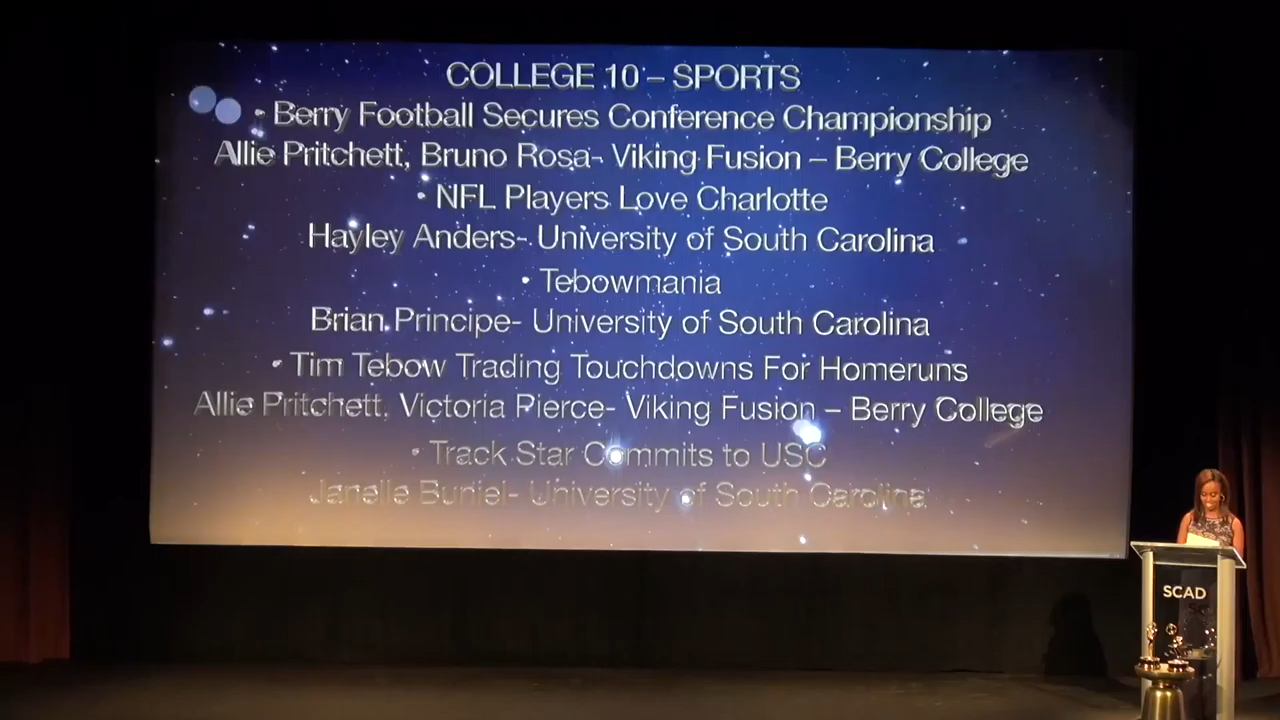 COLLEGE 10 – SPORTS
• Berry Football Secures Conference Championship
Allie Pritchett, Bruno Rosa- Viking Fusion – Berry College
• NFL Players Love Charlotte
Hayley Anders- University of South Carolina
• Tebowmania
Brian Principe- University of South Carolina
• Tim Tebow Trading Touchdowns For Homeruns
Allie Pritchett, Victoria Pierce- Viking Fusion – Berry College
• Track Star Commits to USC
Janelle Buniel- University of South Carolina
SCAD